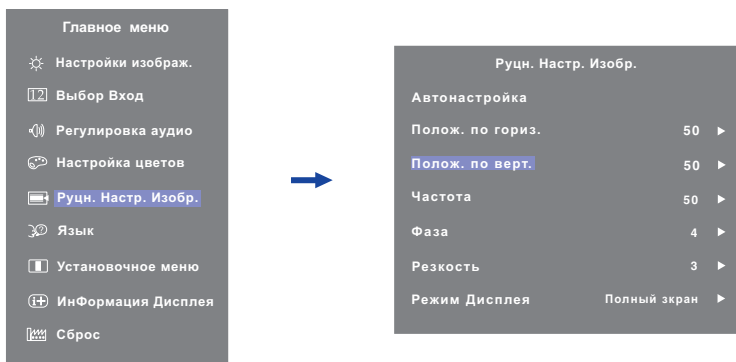 Главное меню
Настройки изображ.
12 Выбор Вход
Регулировка аудио
Настройка цветов
Руцн. Настр. Изобр.
Язык
Установочное меню
ИнФормация Дисплея
Сброс
Руцн. Настр. Изобр.
Автонастройка
Полож. по гориз. 50
Полож. по верт. 50
Частота 50
Фаза 4
Резкость 3
Режим Дисплея Полный зкран